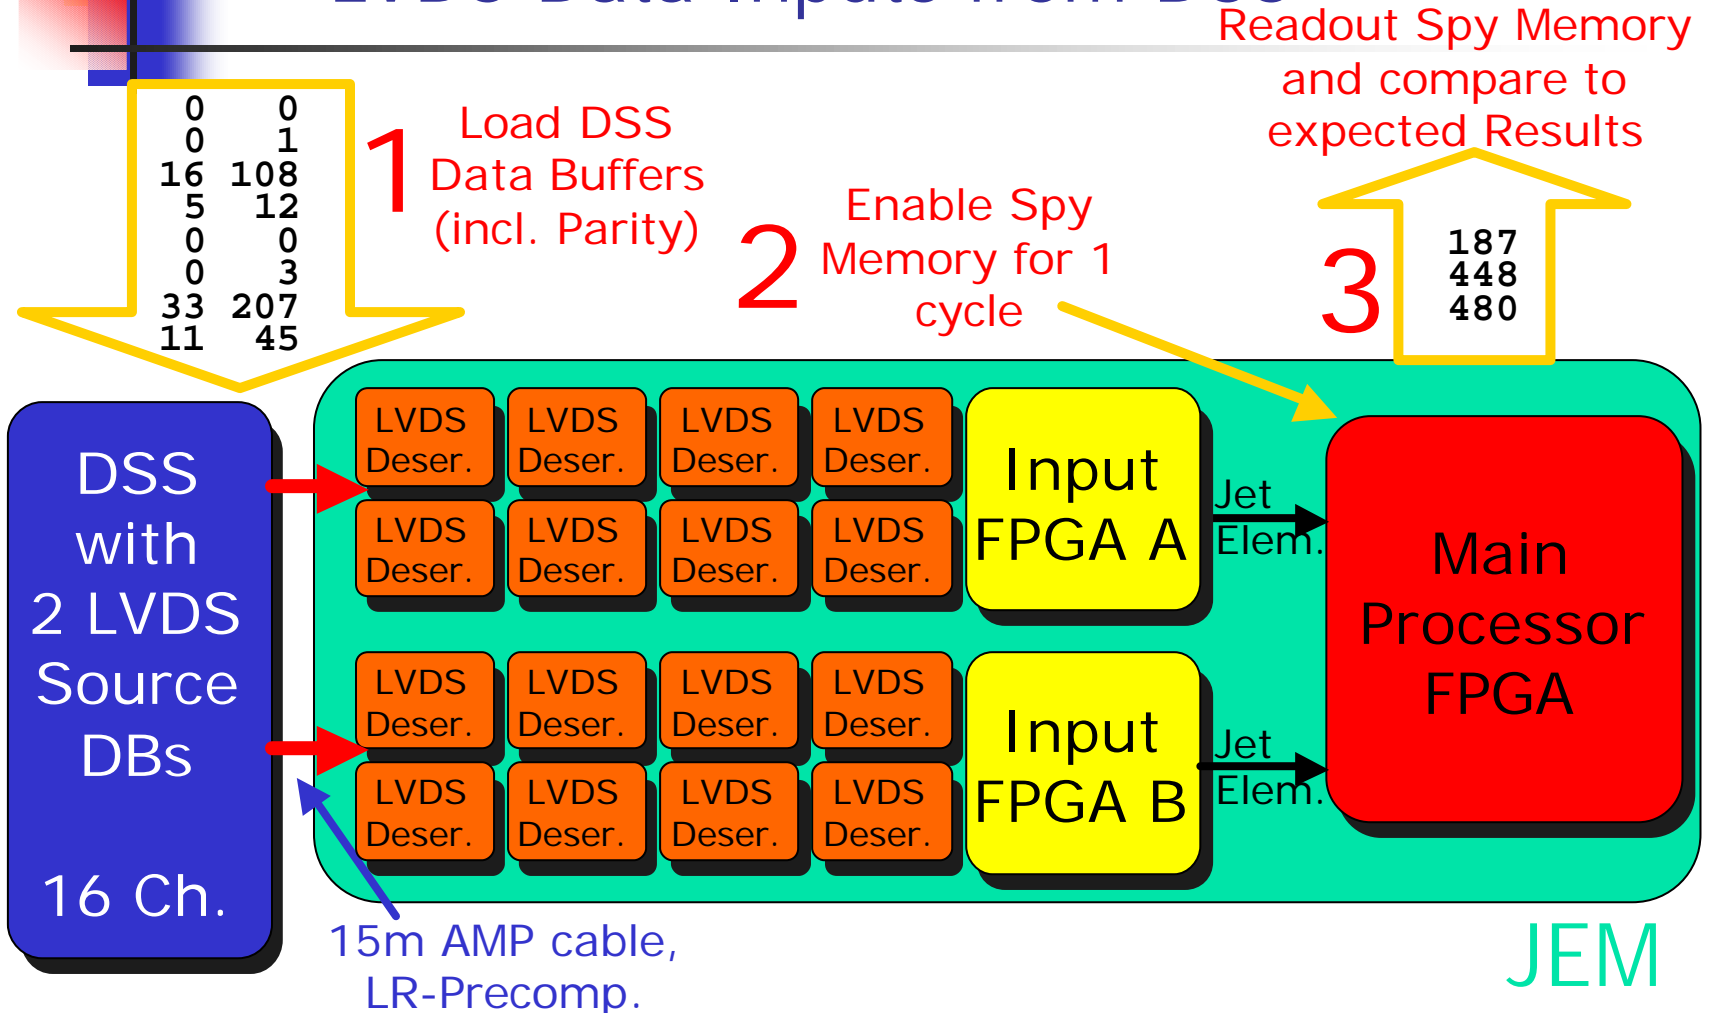 LVDS Data Inputs from DSS
Readout Spy Memory
and compare to
expected Results
0 0
0 1
16 108
5 12
0 0
0 3
33 207
11 45
1
Load DSS
Data Buffers
(incl. Parity)
2
Enable Spy
Memory for 1
cycle
3
187
448
480
DSS
with
2 LVDS
Source
DBs
16 Ch.
LVDS
Deser.
LVDS
Deser.
LVDS
Deser.
LVDS
Deser.
LVDS
Deser.
LVDS
Deser.
LVDS
Deser.
LVDS
Deser.
Input
FPGA A
Jet
Elem.
LVDS
Deser.
LVDS
Deser.
LVDS
Deser.
LVDS
Deser.
LVDS
Deser.
LVDS
Deser.
LVDS
Deser.
LVDS
Deser.
Input
FPGA B
Jet
Elem.
Main
Processor
FPGA
15m AMP cable,
LR-Precomp.
JEM